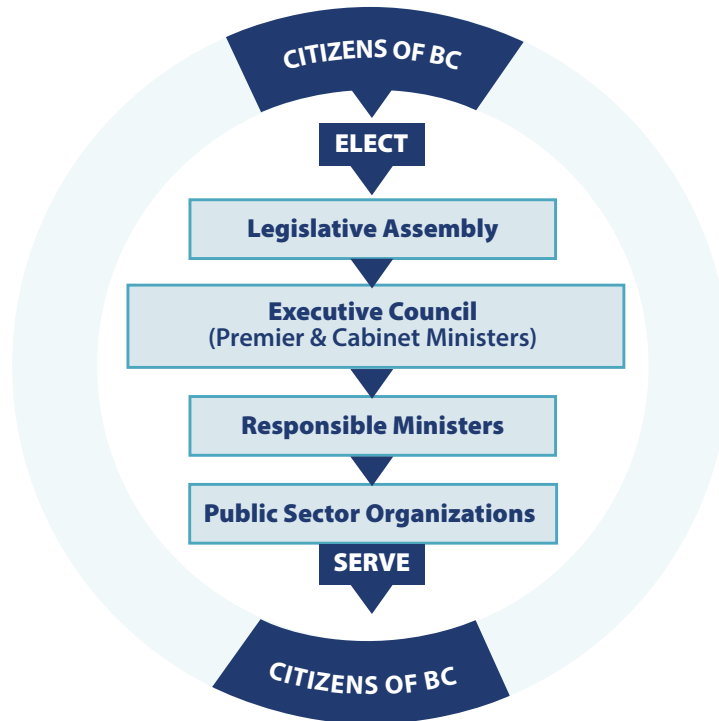 CITIZENS OF BC
ELECT
Legislative Assembly
Executive Council
(Premier & Cabinet Ministers)
Responsible Ministers
Public Sector Organizations
SERVE
CITIZENS OF BC